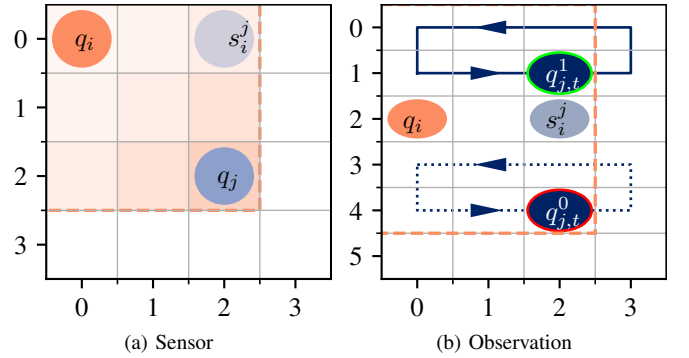 0
1
2
3
q_i
s_i^j
q_j
0 1 2 3
(a) Sensor
0
1
2
3
4
5
q_{j,t}^1
q_i
s_i^j
q_{j,t}^0
0 1 2 3
(b) Observation